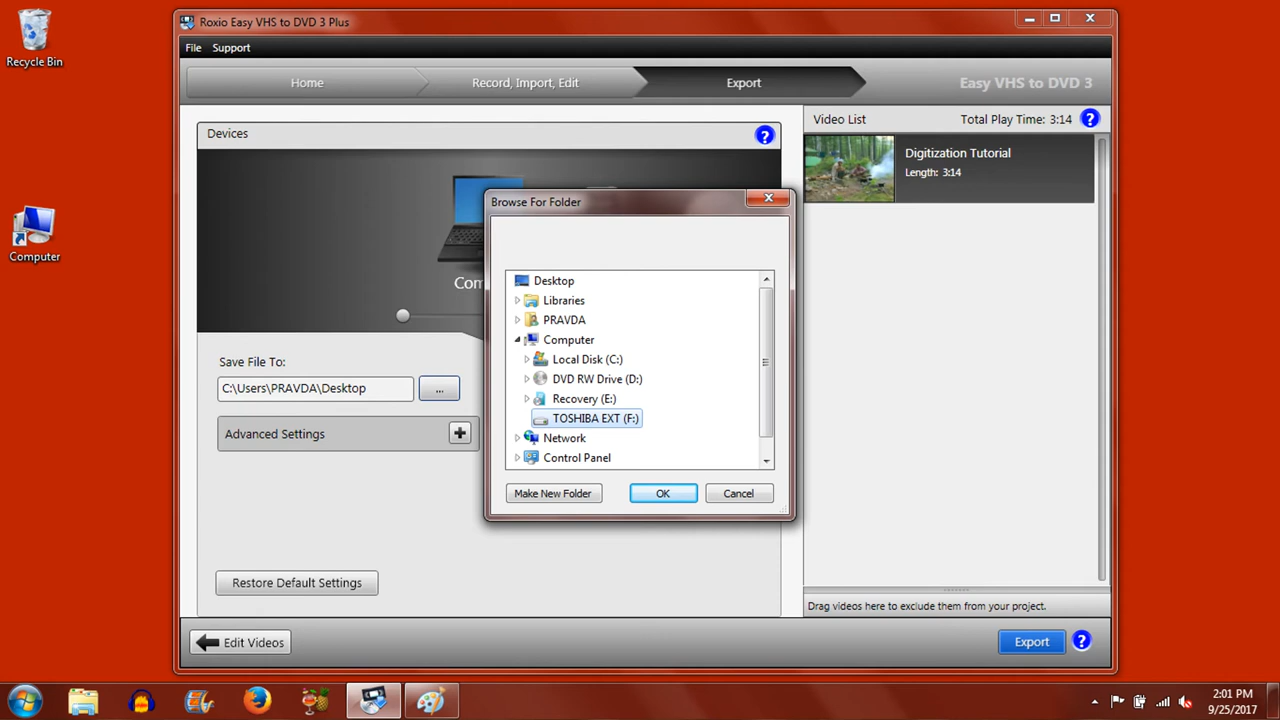 Recycle Bin
Computer
Roxio Easy VHS to DVD 3 Plus
File Support
Home
Record, Import, Edit
Export
Easy VHS to DVD 3
Devices
?
Com
Save File To:
C:\Users\PRAVDA\Desktop
...
Advanced Settings
+
Restore Default Settings
Browse For Folder
Desktop
Libraries
PRAVDA
Computer
Local Disk (C:)
DVD RW Drive (D:)
Recovery (E:)
TOSHIBA EXT (F:)
Network
Control Panel
Make New Folder
OK
Cancel
Video List
Total Play Time: 3:14
?
Digitization Tutorial
Length: 3:14
Drag videos here to exclude them from your project.
Edit Videos
Export
?
2:01 PM
9/25/2017